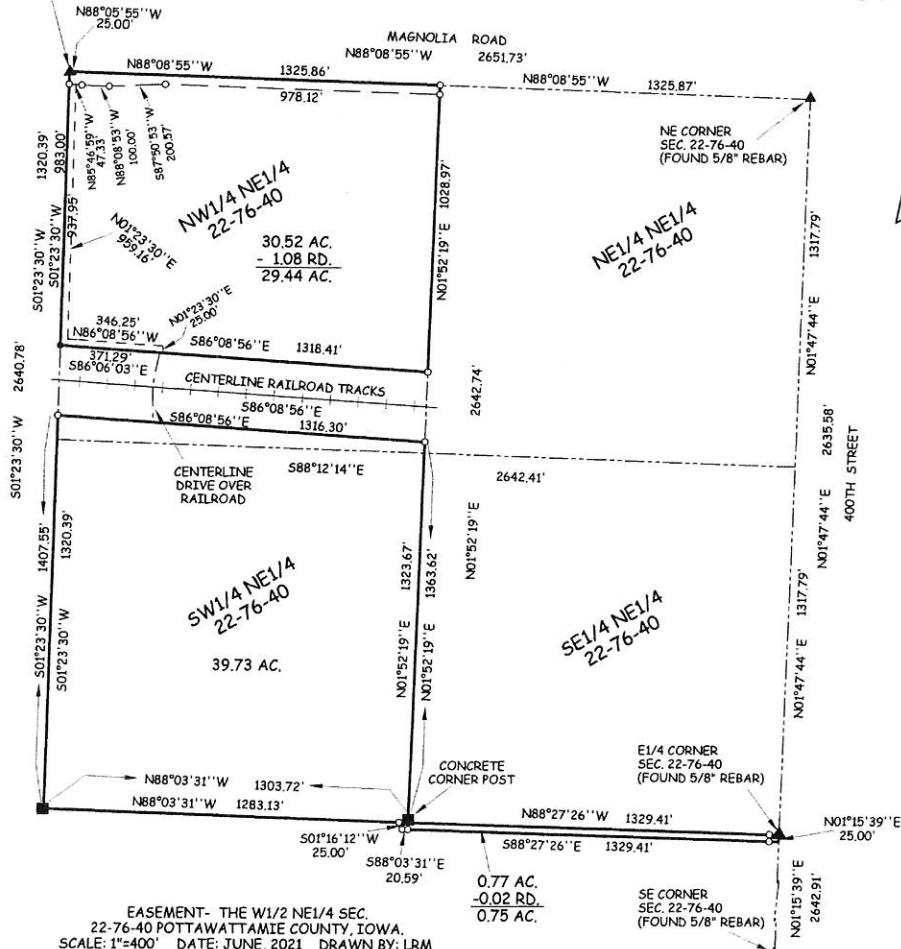 N88°05'55''W
25.00'
MAGNOLIA ROAD
N88°08'55''W 2651.73'
N88°08'55''W 1325.86'
N88°08'55''W 1325.87'
978.12'
N85°46'59''W
47.33'
N88°08'53''W
100.00'
S87°50'53''W
200.57'
NE CORNER
SEC. 22-76-40
(FOUND 5/8" REBAR)
1320.39'
983.00'
S01°23'30''W
S01°23'30''W
937.95'
N01°23'30''E
959.16'
NW1/4 NE1/4
22-76-40
30.52 AC.
- 1.08 RD.
29.44 AC.
1028.97'
N01°52'19''E
NE1/4 NE1/4
22-76-40
1317.79'
N01°47'44''E
346.25'
N86°08'56''W
N01°23'30''E
25.00'
S86°08'56''E 1318.41'
371.29'
S86°06'03''E
CENTERLINE RAILROAD TRACKS
S86°08'56''E
S86°08'56''E
1316.30'
2640.78'
S01°23'30''W
2642.74'
N01°52'19''E
2635.58'
N01°47'44''E
400TH STREET
CENTERLINE
DRIVE OVER
RAILROAD
S88°12'14''E
2642.41'
1407.55'
S01°23'30''W
1320.39'
S01°23'30''W
SW1/4 NE1/4
22-76-40
39.73 AC.
1323.67'
N01°52'19''E
1363.62'
N01°52'19''E
SE1/4 NE1/4
22-76-40
1317.79'
N01°47'44''E
E1/4 CORNER
SEC. 22-76-40
(FOUND 5/8" REBAR)
CONCRETE
CORNER POST
N88°03'31''W 1303.72'
N88°03'31''W 1283.13'
N88°27'26''W 1329.41'
S88°27'26''E 1329.41'
N01°15'39''E
25.00'
S01°16'12''W
25.00'
S88°03'31''E
20.59'
0.77 AC.
-0.02 RD.
0.75 AC.
SE CORNER
SEC. 22-76-40
(FOUND 5/8" REBAR)
N01°15'39''E
2642.91'
EASEMENT- THE W1/2 NE1/4 SEC.
22-76-40 POTTAWATTAMIE COUNTY, IOWA.
SCALE: 1"=400' DATE: JUNE, 2021 DRAWN BY: LRM